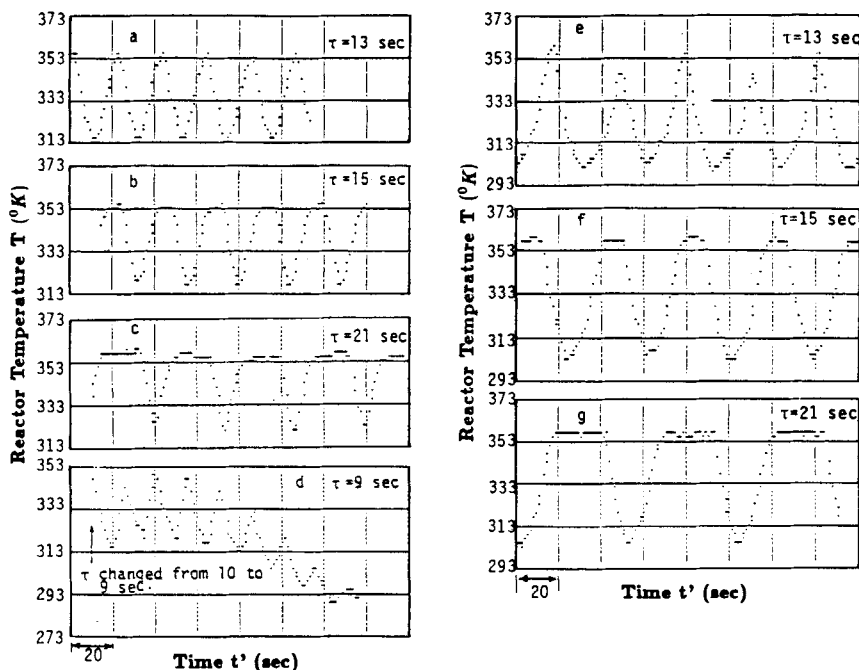 373
353
333
313
a
τ=13 sec
373
353
333
313
b
τ=15 sec
373
353
333
313
c
τ=21 sec
353
333
313
293
273
d
τ=9 sec
τ changed from 10 to
9 sec.
20
Time t' (sec)
Reactor Temperature T (⁰K)
373
353
333
313
293
e
τ=13 sec
373
353
333
313
293
f
τ=15 sec
373
353
333
313
293
g
τ=21 sec
20
Time t' (sec)
Reactor Temperature T (⁰K)